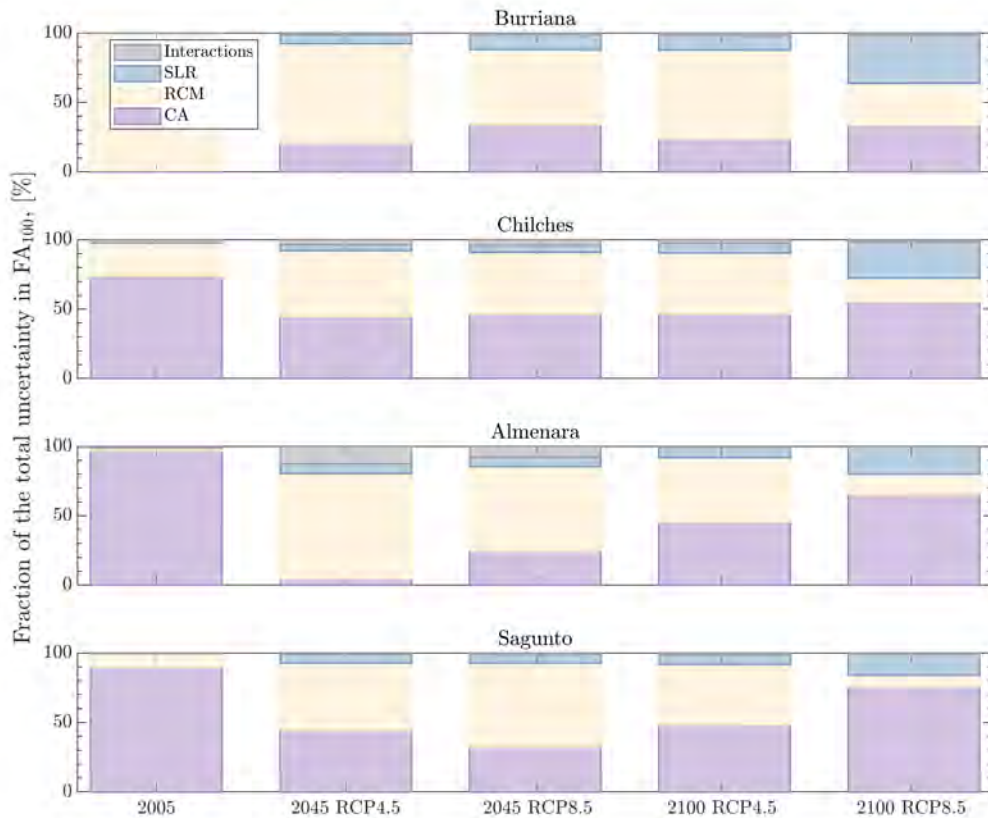 Burriana
100
50
0
Interactions
SLR
RCM
CA
Chilches
100
50
0
Almenara
100
50
0
Sagunto
100
50
0
2005 2045 RCP4.5 2045 RCP8.5 2100 RCP4.5 2100 RCP8.5
Fraction of the total uncertainty in FA100, [%]